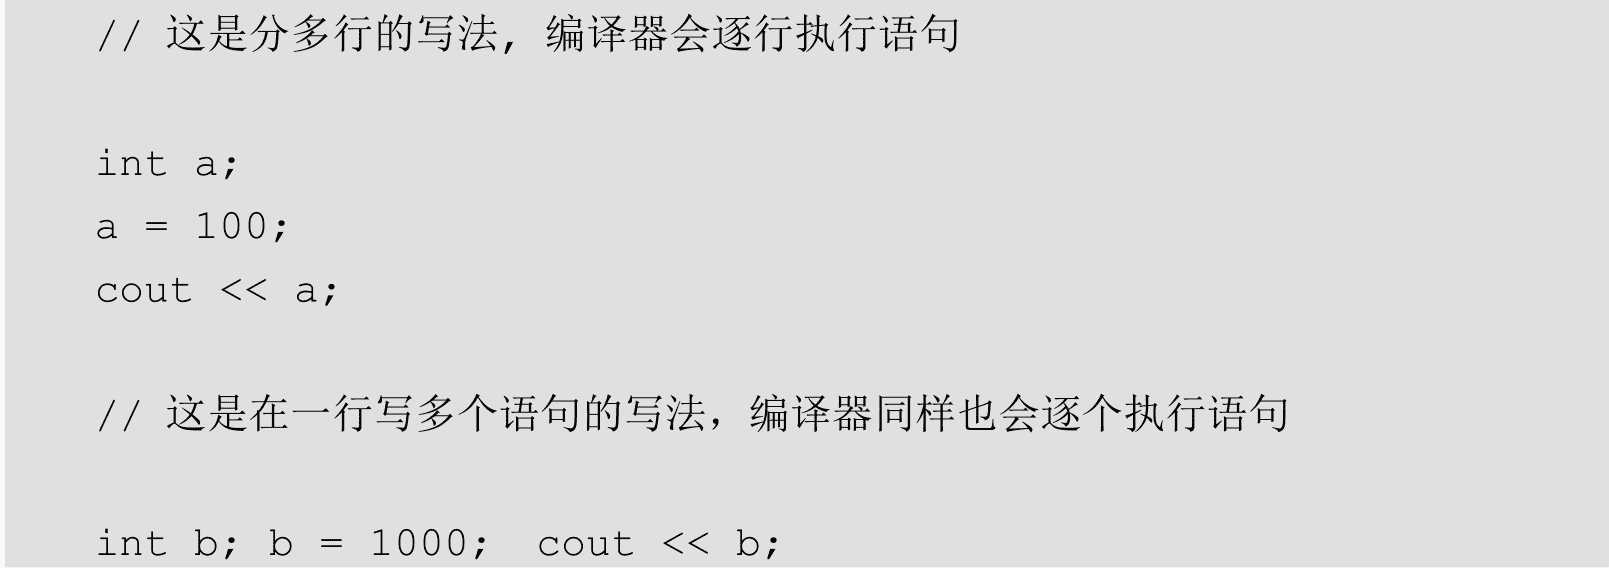 // 这是分多行的写法, 编译器会逐行执行语句
int a;
a = 100;
cout << a;
// 这是在一行写多个语句的写法，编译器同样也会逐个执行语句
int b; b = 1000;  cout << b;